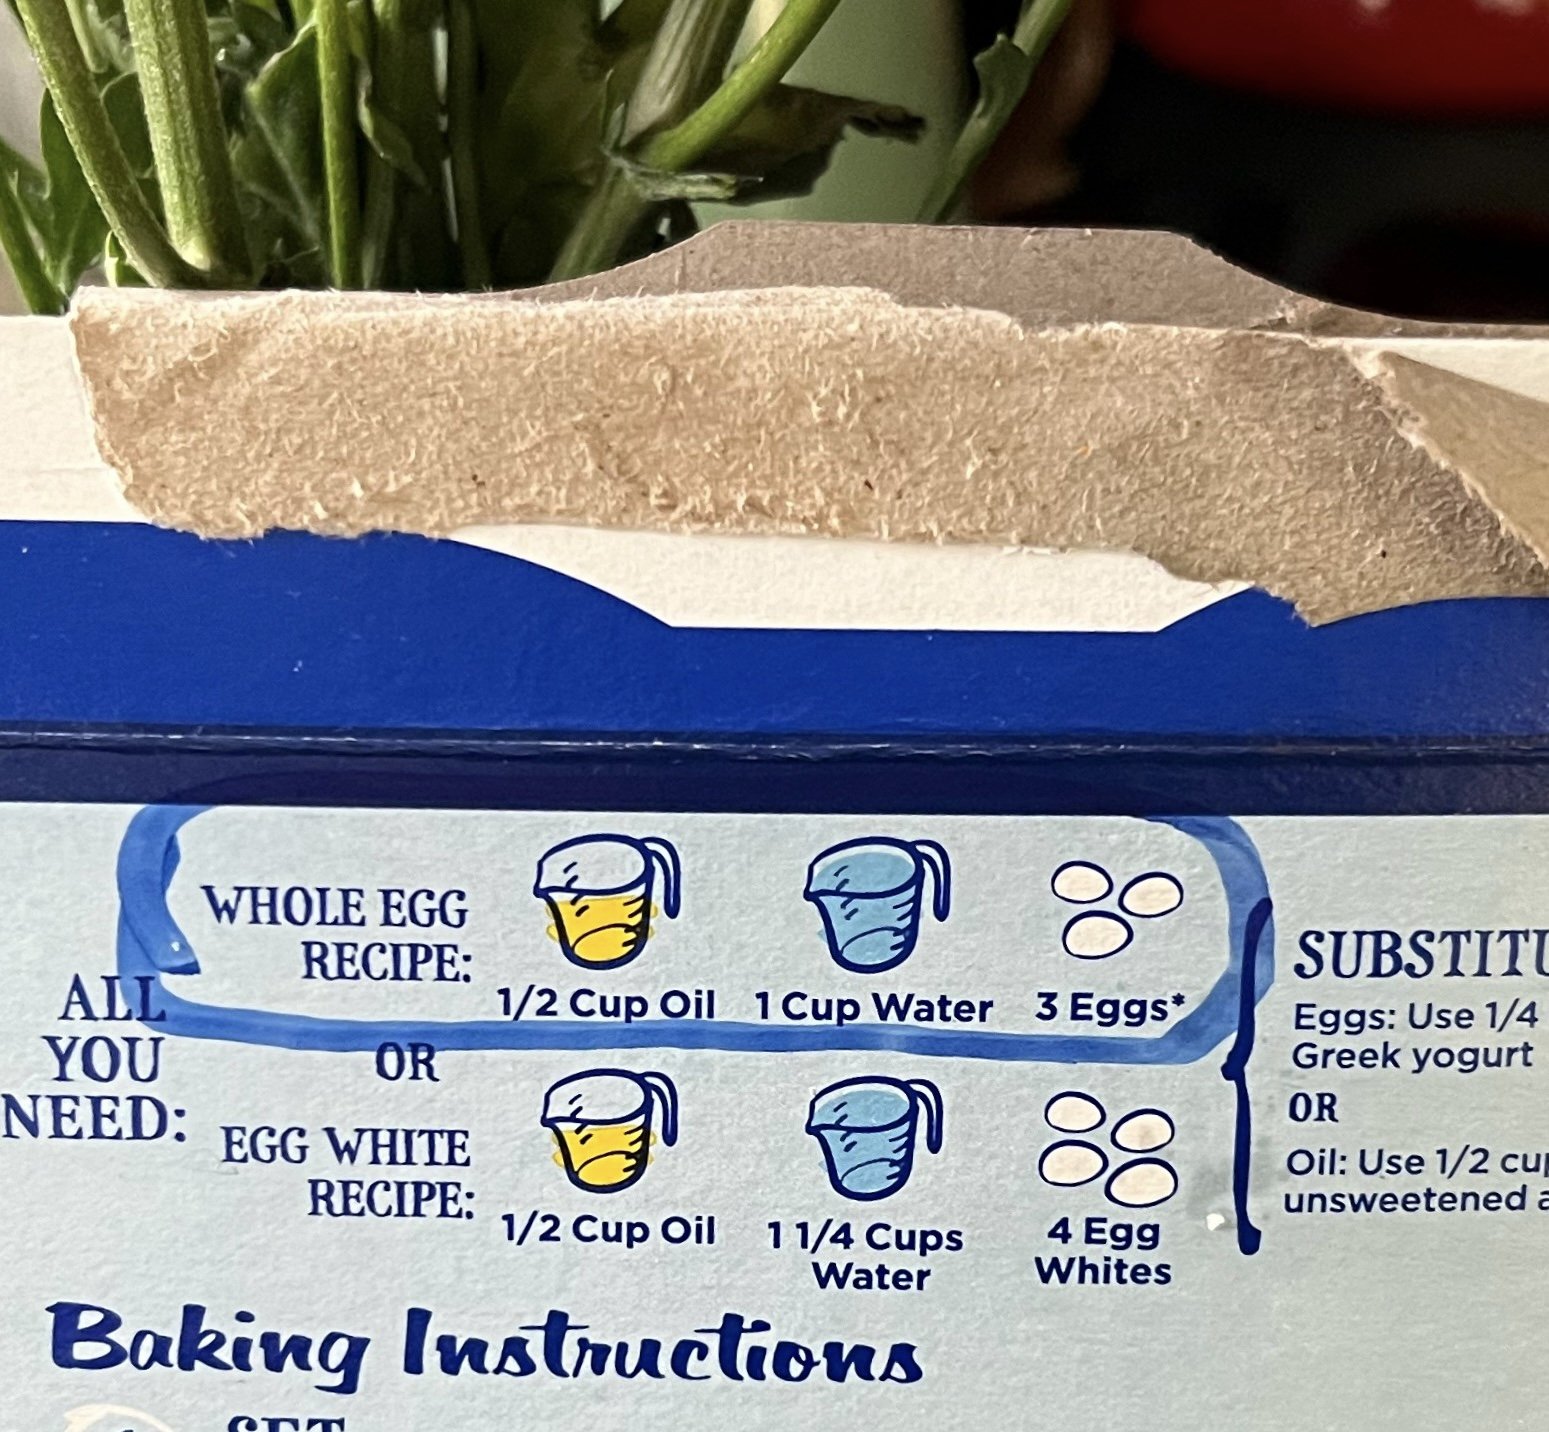 ALL
YOU
NEED:
WHOLE EGG
RECIPE:
1/2 Cup Oil
1 Cup Water
3 Eggs*
OR
EGG WHITE
RECIPE:
1/2 Cup Oil
1 1/4 Cups
Water
4 Egg
Whites
Eggs: Use 1/4
Greek yogurt
OR
Oil: Use 1/2
unsweetened
Baking Instructions
SET